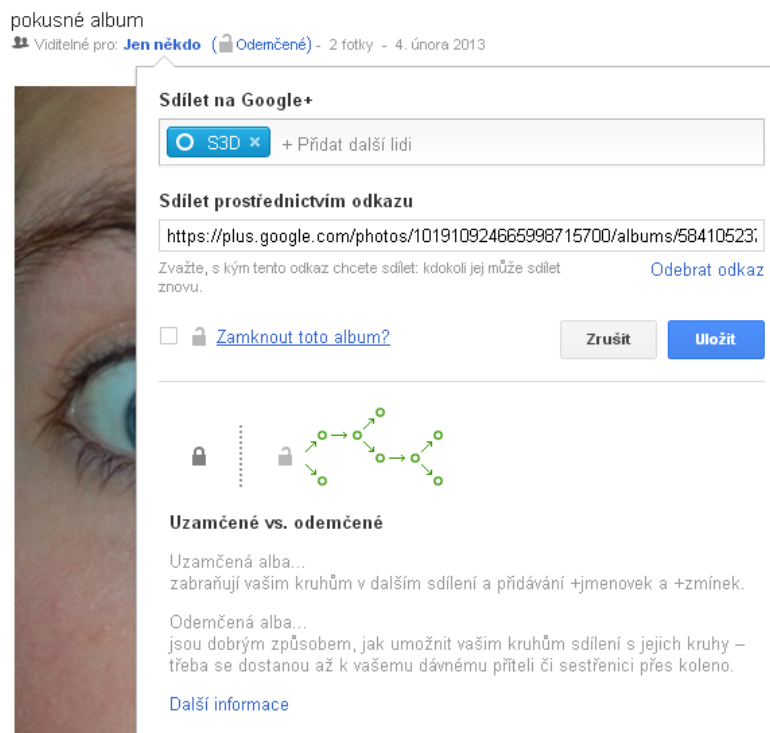 pokusné album
Viditelné pro: Jen někdo (Odemčené) - 2 fotky - 4. února 2013
Sdílet na Google+
S3D × + Přidat další lidi
Sdílet prostřednictvím odkazu
https://plus.google.com/photos/101910924665998715700/albums/584105237
Zvažte, s kým tento odkaz chcete sdílet: kdokoli jej může sdílet
znovu.
Odebrat odkaz
Zamknout toto album?
Zrušit
Uložit
Uzamčené vs. odemčené
Uzamčená alba...
zabraňují vašim kruhům v dalším sdílení a přidávání +jmenovek a +zmínek.
Odemčená alba...
jsou dobrým způsobem, jak umožnit vašim kruhům sdílení s jejich kruhy –
třeba se dostanou až k vašemu dávnému příteli či sestřenici přes koleno.
Další informace